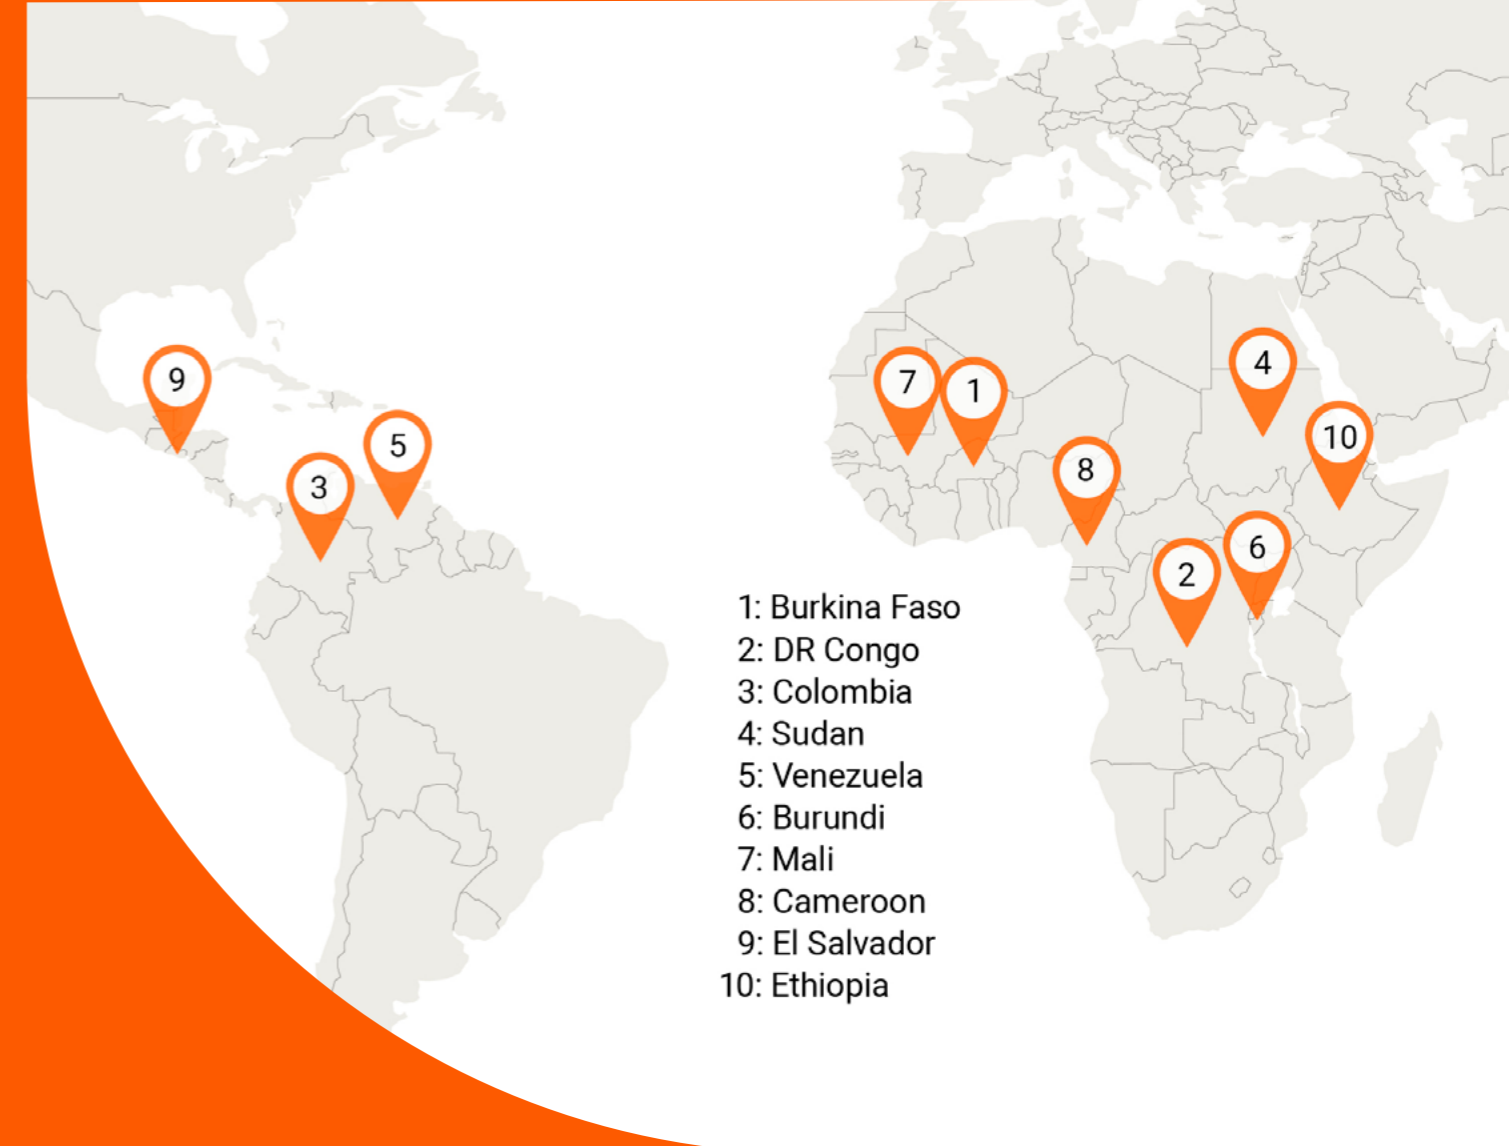 4
7
1
9
10
5
8
3
6
2
1: Burkina Faso
2: DR Congo
3: Colombia
4: Sudan
5: Venezuela
6: Burundi
7: Mali
8: Cameroon
9: El Salvador
10: Ethiopia